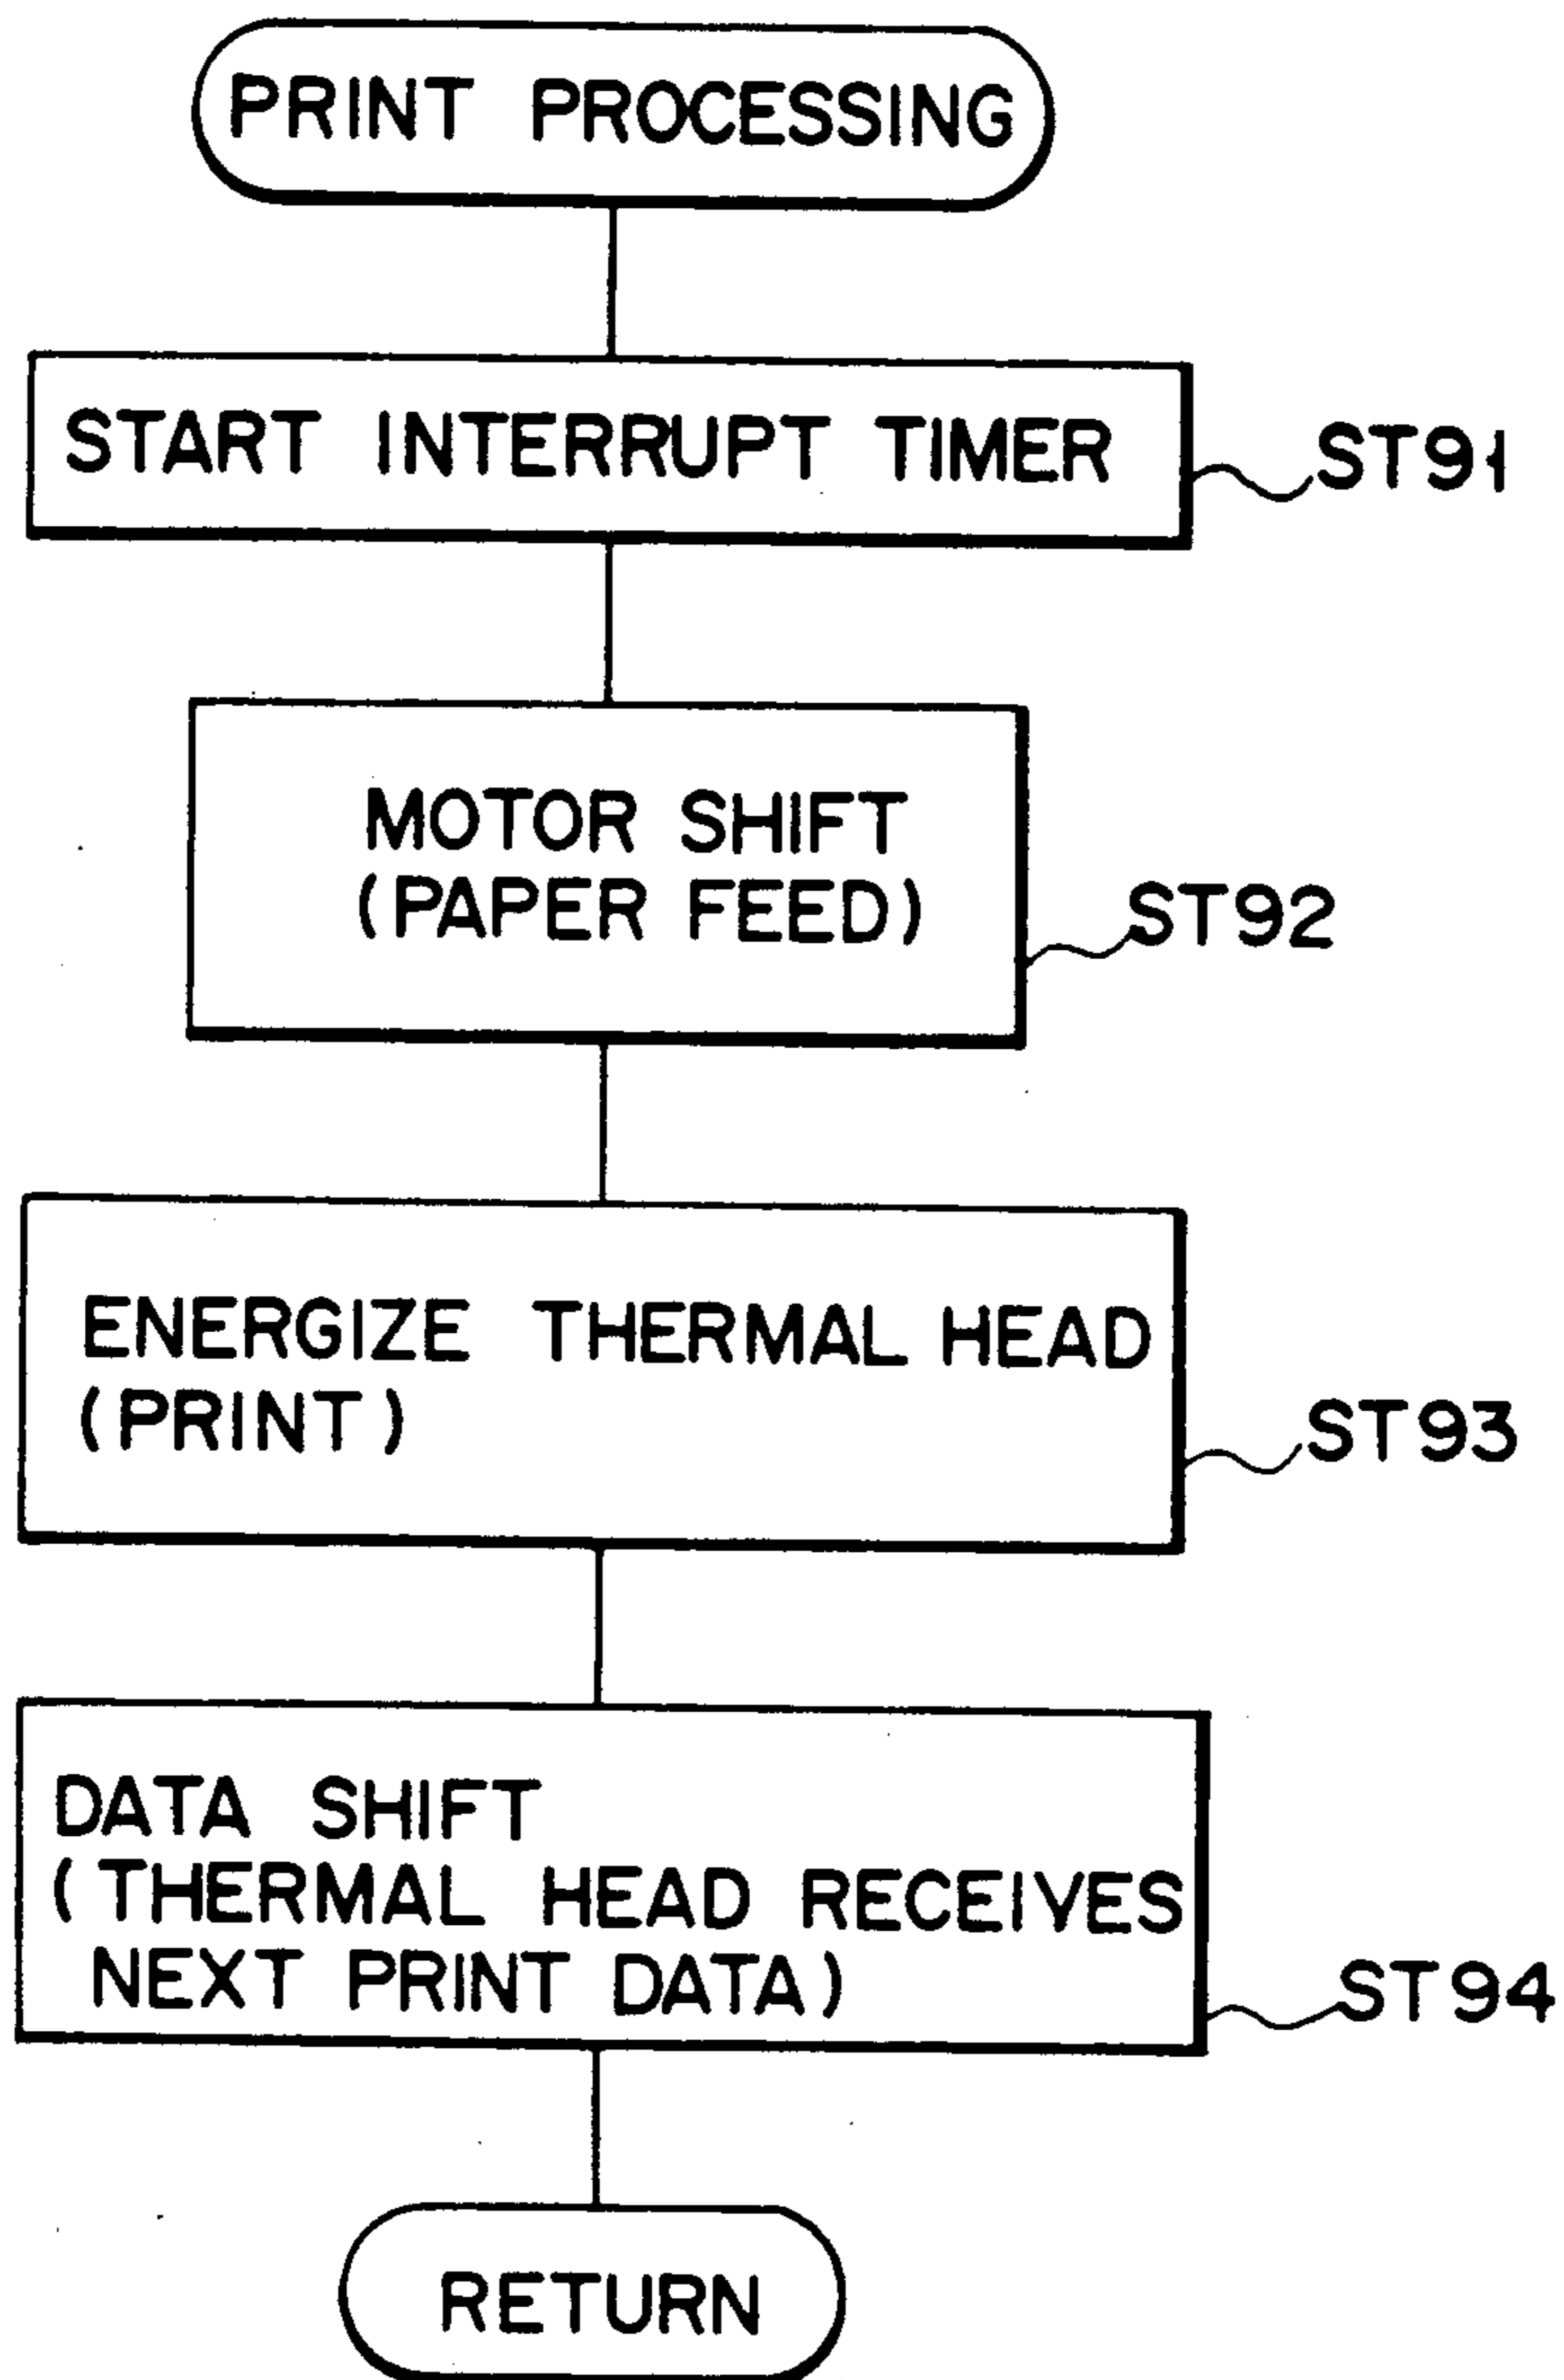 PRINT PROCESSING
START INTERRUPT TIMER
ST91
MOTOR SHIFT
(PAPER FEED)
ST92
ENERGIZE THERMAL HEAD
(PRINT)
ST93
DATA SHIFT
(THERMAL HEAD RECEIVES
NEXT PRINT DATA)
ST94
RETURN